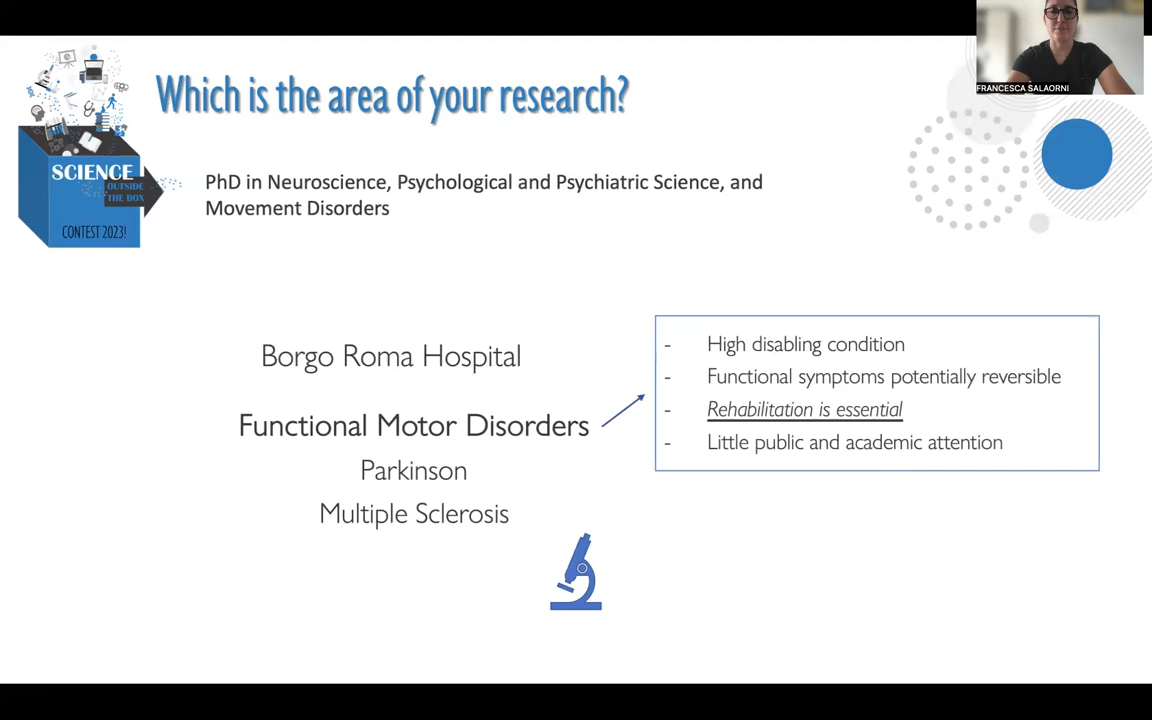 FRANCESCA SALAORNI
Which is the area of your research?
SCIENCE
OUTSIDE
THE BOX
CONTEST 2023!
PhD in Neuroscience, Psychological and Psychiatric Science, and
Movement Disorders
Borgo Roma Hospital
Functional Motor Disorders
Parkinson
Multiple Sclerosis
- High disabling condition
- Functional symptoms potentially reversible
- Rehabilitation is essential
- Little public and academic attention